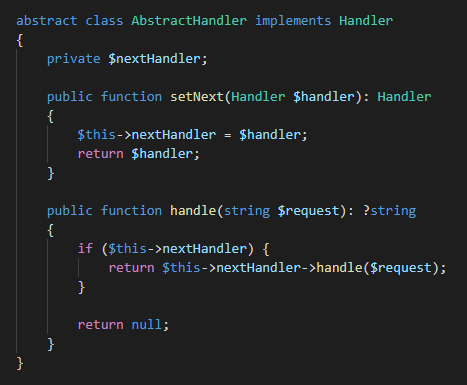 abstract class AbstractHandler implements Handler
{
    private $nextHandler;

    public function setNext(Handler $handler): Handler
    {
        $this->nextHandler = $handler;
        return $handler;
    }

    public function handle(string $request): ?string
    {
        if ($this->nextHandler) {
            return $this->nextHandler->handle($request);
        }

        return null;
    }
}